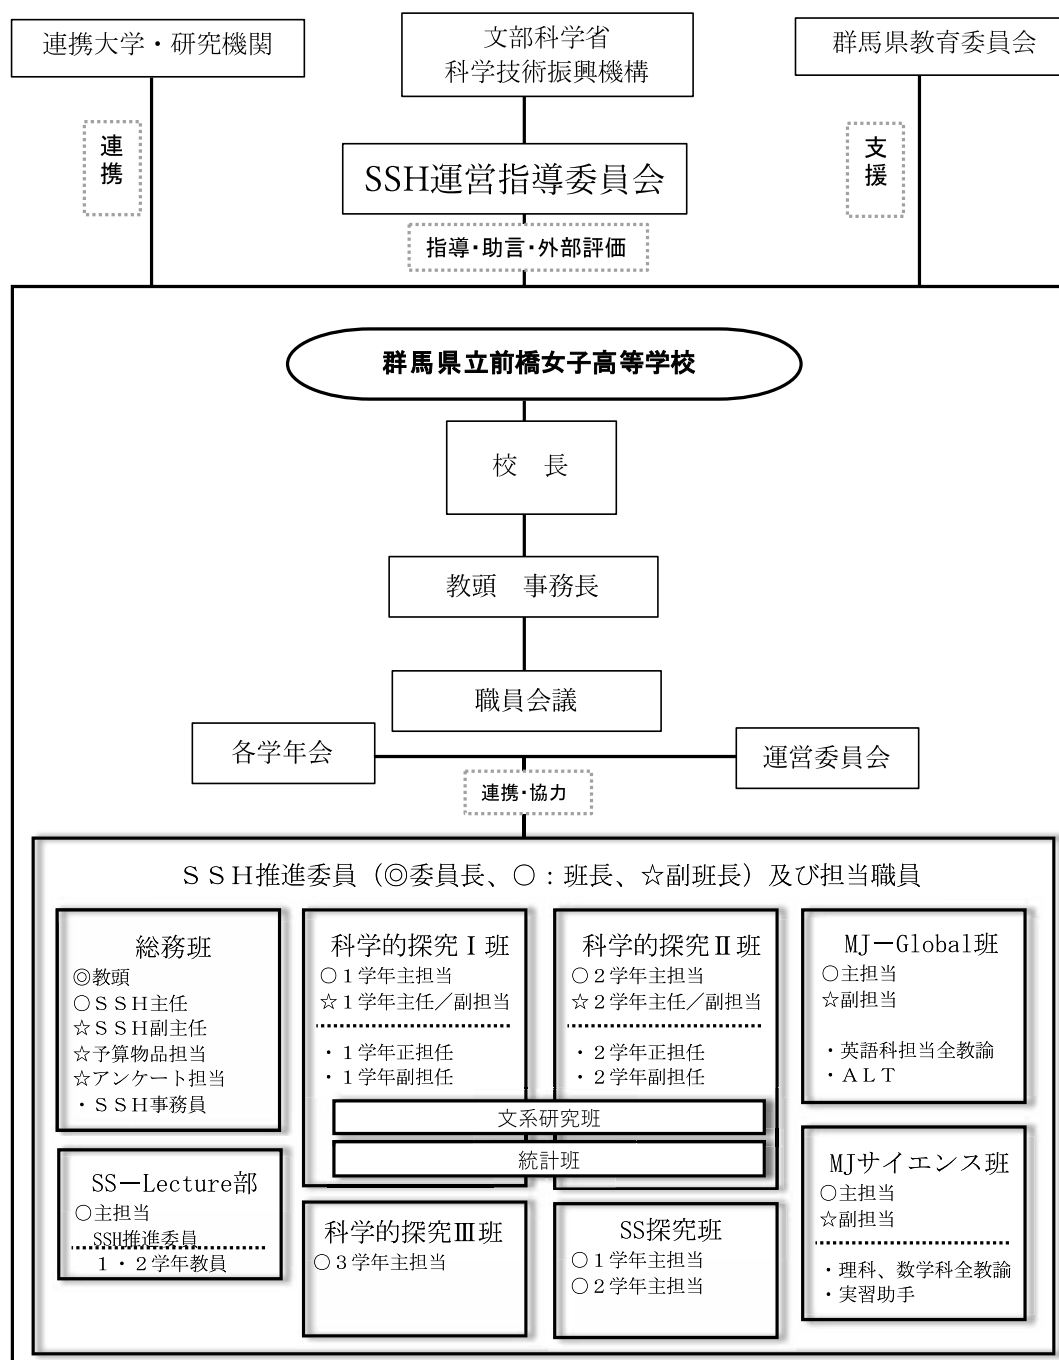 連携大学・研究機関
文部科学省
科学技術振興機構
群馬県教育委員会
連携
SSH運営指導委員会
支援
指導・助言・外部評価
群馬県立前橋女子高等学校
校　長
教頭　事務長
職員会議
各学年会
運営委員会
連携・協力
ＳＳＨ推進委員（◎委員長、○：班長、☆副班長）及び担当職員
総務班
◎教頭
○ＳＳＨ主任
☆ＳＳＨ副主任
☆予算物品担当
☆アンケート担当
・ＳＳＨ事務員
科学的探究Ⅰ班
○１学年主担当
☆１学年主任／副担当
・１学年正担任
・１学年副担任
科学的探究Ⅱ班
○２学年主担当
☆２学年主任／副担当
・２学年正担任
・２学年副担任
文系研究班
統計班
MJ－Global班
○主担当
☆副担当
・英語科担当全教諭
・ＡＬＴ
SS－Lecture部
○主担当
SSH推進委員
１・２学年教員
科学的探究Ⅲ班
○３学年主担当
SS探究班
○１学年主担当
○２学年主担当
MJサイエンス班
○主担当
☆副担当
・理科、数学科全教諭
・実習助手